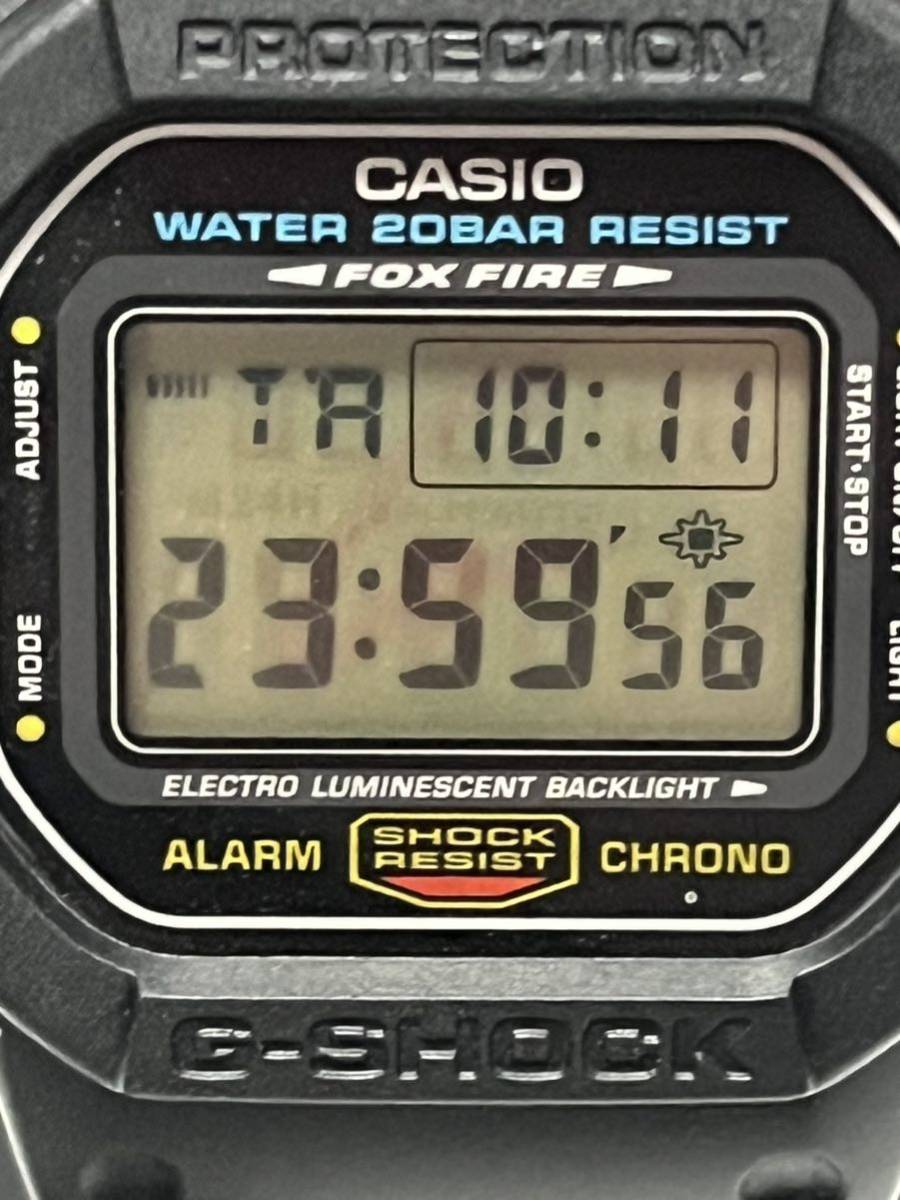 PROTECTION
CASIO
WATER 20BAR RESIST
FOX FIRE
ADJUST
TA 10:11
START·STOP
23:59'56
MODE
LIGHT
ELECTRO LUMINESCENT BACKLIGHT
ALARM
SHOCK
RESIST
CHRONO
G-SHOCK